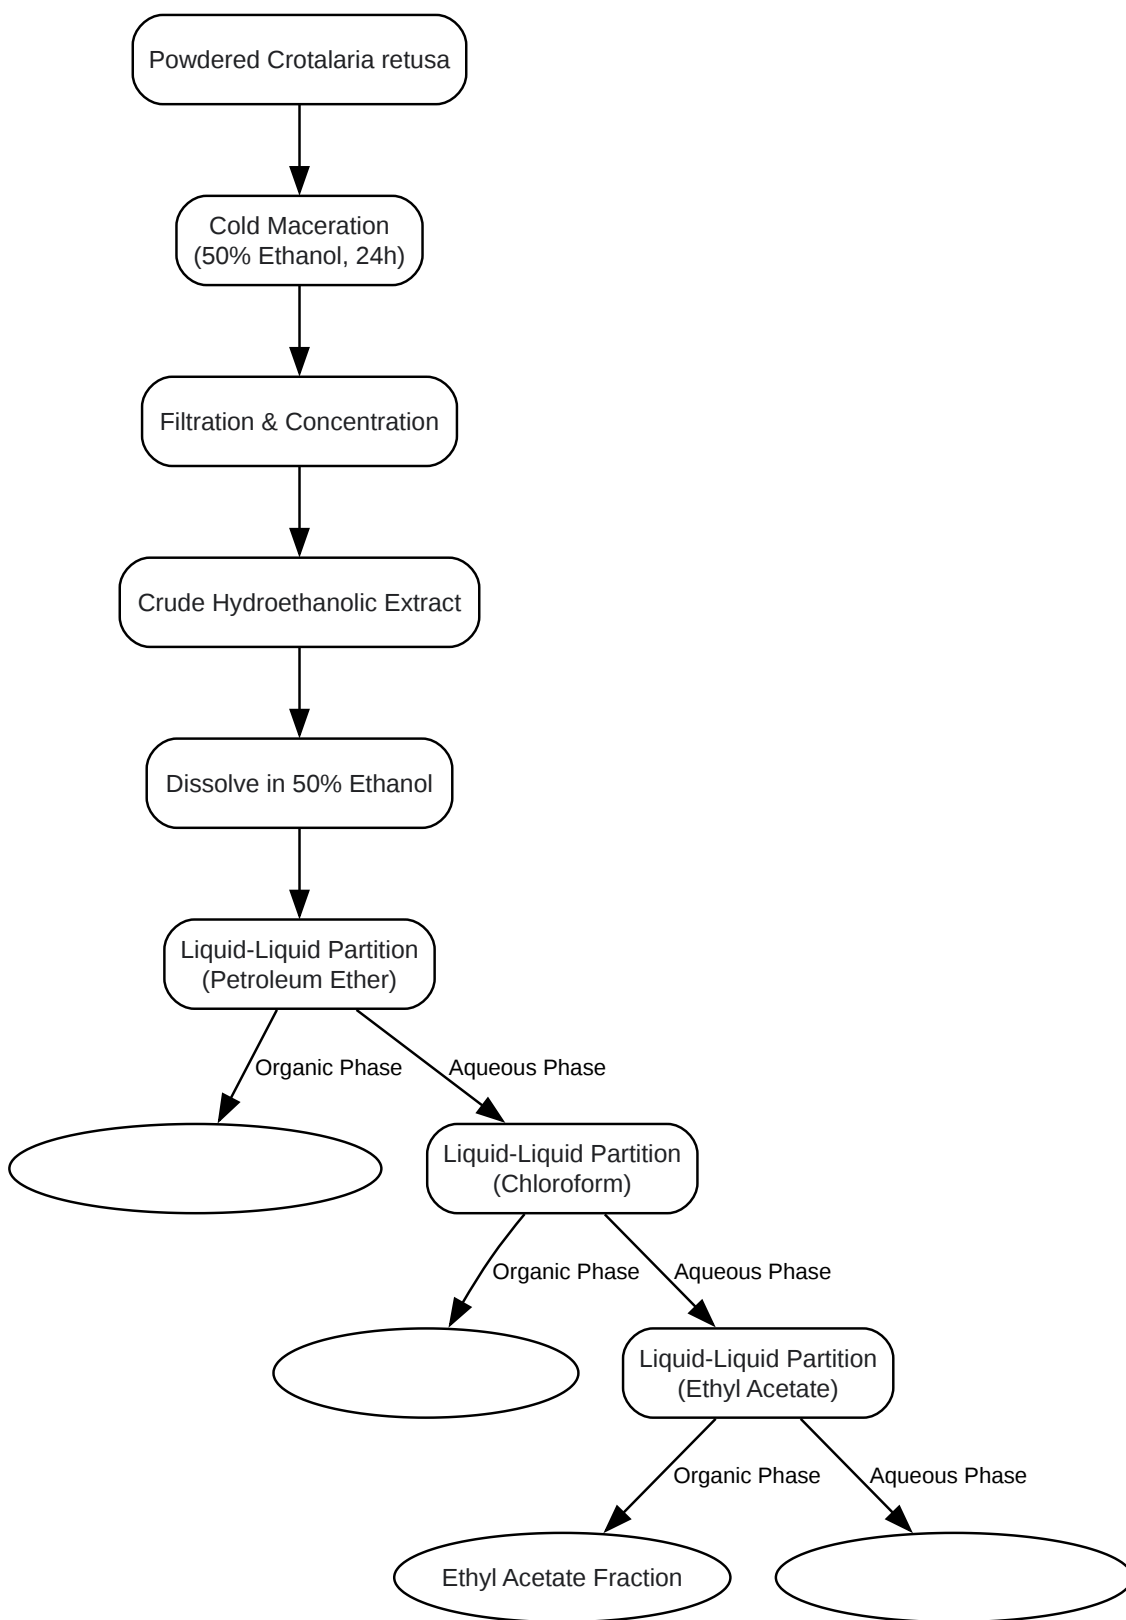 Powdered Crotalaria retusa
Cold Maceration
(50% Ethanol, 24h)
Filtration & Concentration
Crude Hydroethanolic Extract
Dissolve in 50% Ethanol
Liquid-Liquid Partition
(Petroleum Ether)
Organic Phase
Aqueous Phase
Liquid-Liquid Partition
(Chloroform)
Organic Phase
Aqueous Phase
Liquid-Liquid Partition
(Ethyl Acetate)
Organic Phase
Aqueous Phase
Ethyl Acetate Fraction